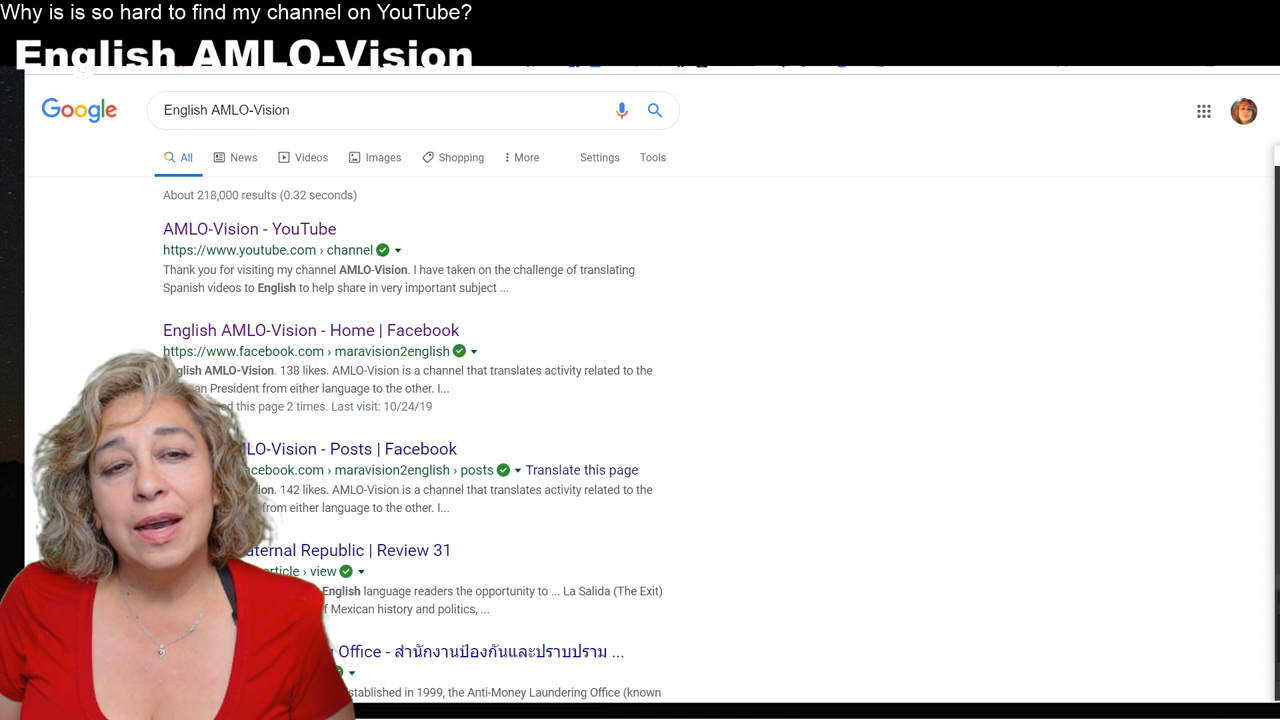 Why is is so hard to find my channel on YouTube?
English AMLO-Vision
Google
English AMLO-Vision
All News Videos Images Shopping More Settings Tools
About 218,000 results (0.32 seconds)
AMLO-Vision - YouTube
https://www.youtube.com › channel
Thank you for visiting my channel AMLO-Vision. I have taken on the challenge of translating
Spanish videos to English to help share in very important subject ...
English AMLO-Vision - Home | Facebook
https://www.facebook.com › maravision2english
glish AMLO-Vision. 138 likes. AMLO-Vision is a channel that translates activity related to the
an President from either language to the other. I...
this page 2 times. Last visit: 10/24/19
LO-Vision - Posts | Facebook
acebook.com › maravision2english › posts Translate this page
ion. 142 likes. AMLO-Vision is a channel that translates activity related to the
from either language to the other. I...
aternal Republic | Review 31
article › view
English language readers the opportunity to ... La Salida (The Exit)
f Mexican history and politics, ...
Office - สำนักงานป้องกันและปราบปราม ...
stablished in 1999, the Anti-Money Laundering Office (known